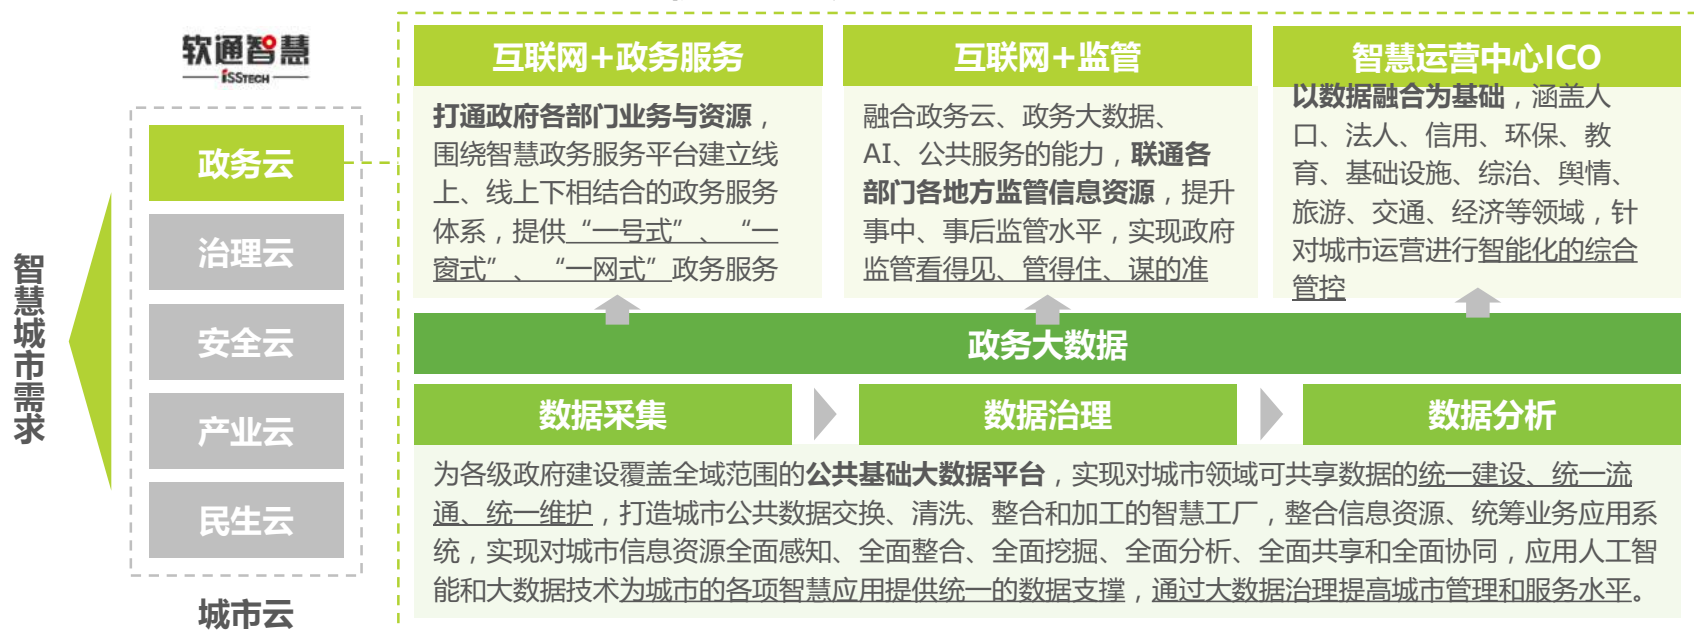 软通智慧
iSSTECH
智慧城市需求
政务云
治理云
安全云
产业云
民生云
城市云
互联网+政务服务
打通政府各部门业务与资源，
围绕智慧政务服务平台建立线
上、线上下相结合的政务服务
体系，提供“一号式”、“一
窗式”、“一网式”政务服务
互联网+监管
融合政务云、政务大数据、
AI、公共服务的能力，联通各
部门各地方监管信息资源，提升
事中、事后监管水平，实现政府
监管看得见、管得住、谋的准
智慧运营中心ICO
以数据融合为基础，涵盖人
口、法人、信用、环保、教
育、基础设施、综治、舆情、
旅游、交通、经济等领域，针
对城市运营进行智能化的综合
管控
政务大数据
数据采集
数据治理
数据分析
为各级政府建设覆盖全域范围的公共基础大数据平台，实现对城市领域可共享数据的统一建设、统一流
通、统一维护，打造城市公共数据交换、清洗、整合和加工的智慧工厂，整合信息资源、统筹业务应用系
统，实现对城市信息资源全面感知、全面整合、全面挖掘、全面分析、全面共享和全面协同，应用人工智
能和大数据技术为城市的各项智慧应用提供统一的数据支撑，通过大数据治理提高城市管理和服务水平。